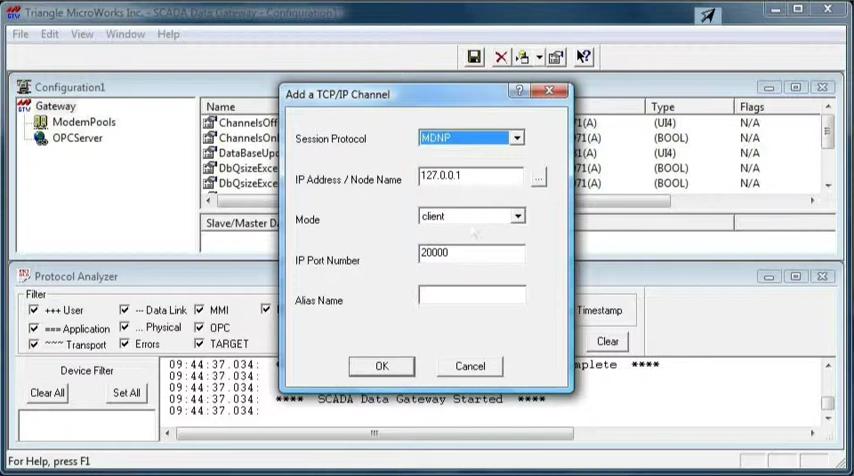 Triangle MicroWorks Inc. - SCADA Data Gateway - Configuration1
File Edit View Window Help
Configuration1
Gateway
ModemPools
OPCServer
Name Type Flags
ChannelsOff 71(A) (UI4) N/A
ChannelsOnl 971(A) (BOOL) N/A
DataBaseUp (UI4) N/A
DbQsizeExce 971(A) (BOOL) N/A
DbQsizeExce (BOOL) N/A
Slave/Master Da
Add a TCP/IP Channel
Session Protocol MDNP
IP Address / Node Name 127.0.0.1 ...
Mode client
IP Port Number 20000
Alias Name
OK Cancel
Protocol Analyzer
Filter
+++ User --- Data Link MMI Timestamp
=== Application ... Physical OPC
~~~ Transport Errors TARGET Clear
Device Filter
Clear All Set All
09:44:37.034: mplete ****
09:44:37.034:
09:44:37.034:
09:44:37.034: **** SCADA Data Gateway Started ****
09:44:37.034:
For Help, press F1